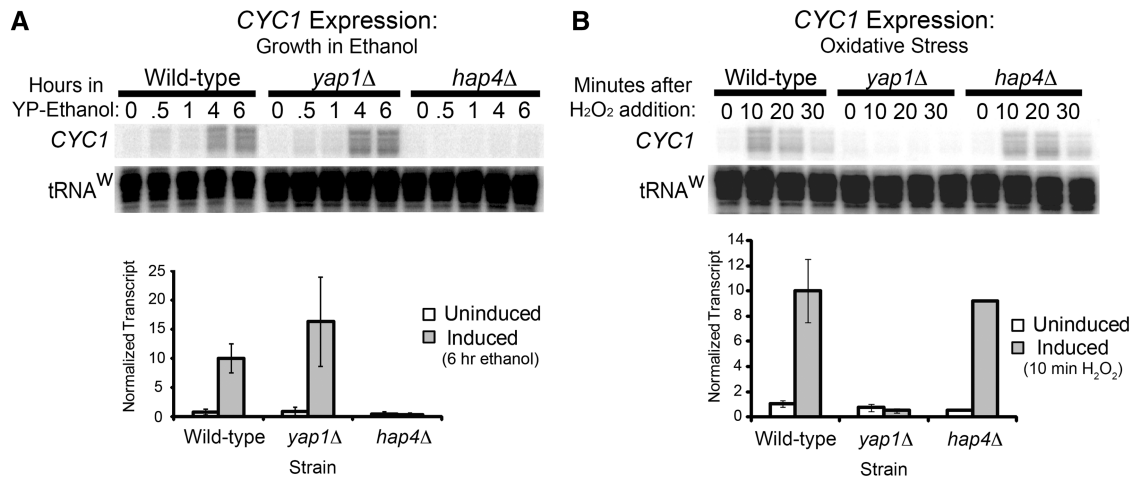 A
CYC1 Expression:
Growth in Ethanol
Hours in
YP-Ethanol:
Wild-type yap1Δ hap4Δ
0 .5 1 4 6 0 .5 1 4 6 0 .5 1 4 6
CYC1
tRNAᵂ
Normalized Transcript
25
20
15
10
5
0
Uninduced
Induced
(6 hr ethanol)
Wild-type yap1Δ hap4Δ
Strain
B
CYC1 Expression:
Oxidative Stress
Minutes after
H₂O₂ addition:
Wild-type yap1Δ hap4Δ
0 10 20 30 0 10 20 30 0 10 20 30
CYC1
tRNAᵂ
Normalized Transcript
14
12
10
8
6
4
2
0
Uninduced
Induced
(10 min H₂O₂)
Wild-type yap1Δ hap4Δ
Strain